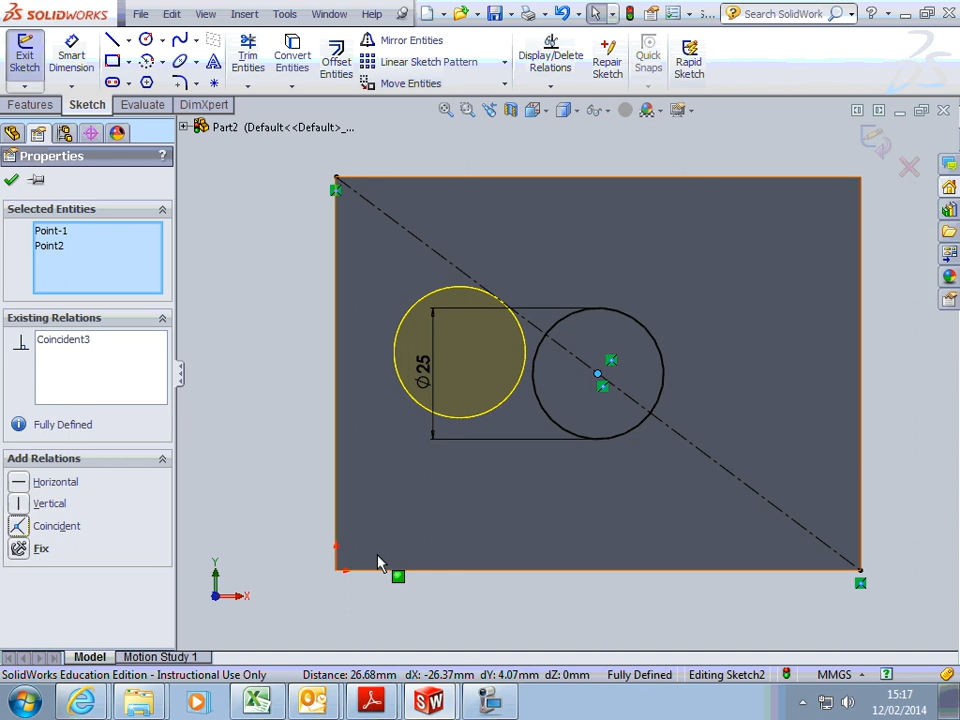 SOLIDWORKS File Edit View Insert Tools Window Help S... Search SolidWork
Exit Sketch
Smart Dimension
Trim Entities
Convert Entities
Offset Entities
Mirror Entities
Linear Sketch Pattern
Move Entities
Display/Delete Relations
Repair Sketch
Quick Snaps
Rapid Sketch
Features Sketch Evaluate DimXpert
Part2 (Default<<Default>_...
Properties ?
Selected Entities
Point-1
Point2
Existing Relations
Coincident3
Fully Defined
Add Relations
Horizontal
Vertical
Coincident
Fix
Ø25
Y
X
Model Motion Study 1
SolidWorks Education Edition - Instructional Use Only Distance: 26.68mm dX: -26.37mm dY: 4.07mm dZ: 0mm Fully Defined Editing Sketch2 MMGS ?
15:17
12/02/2014